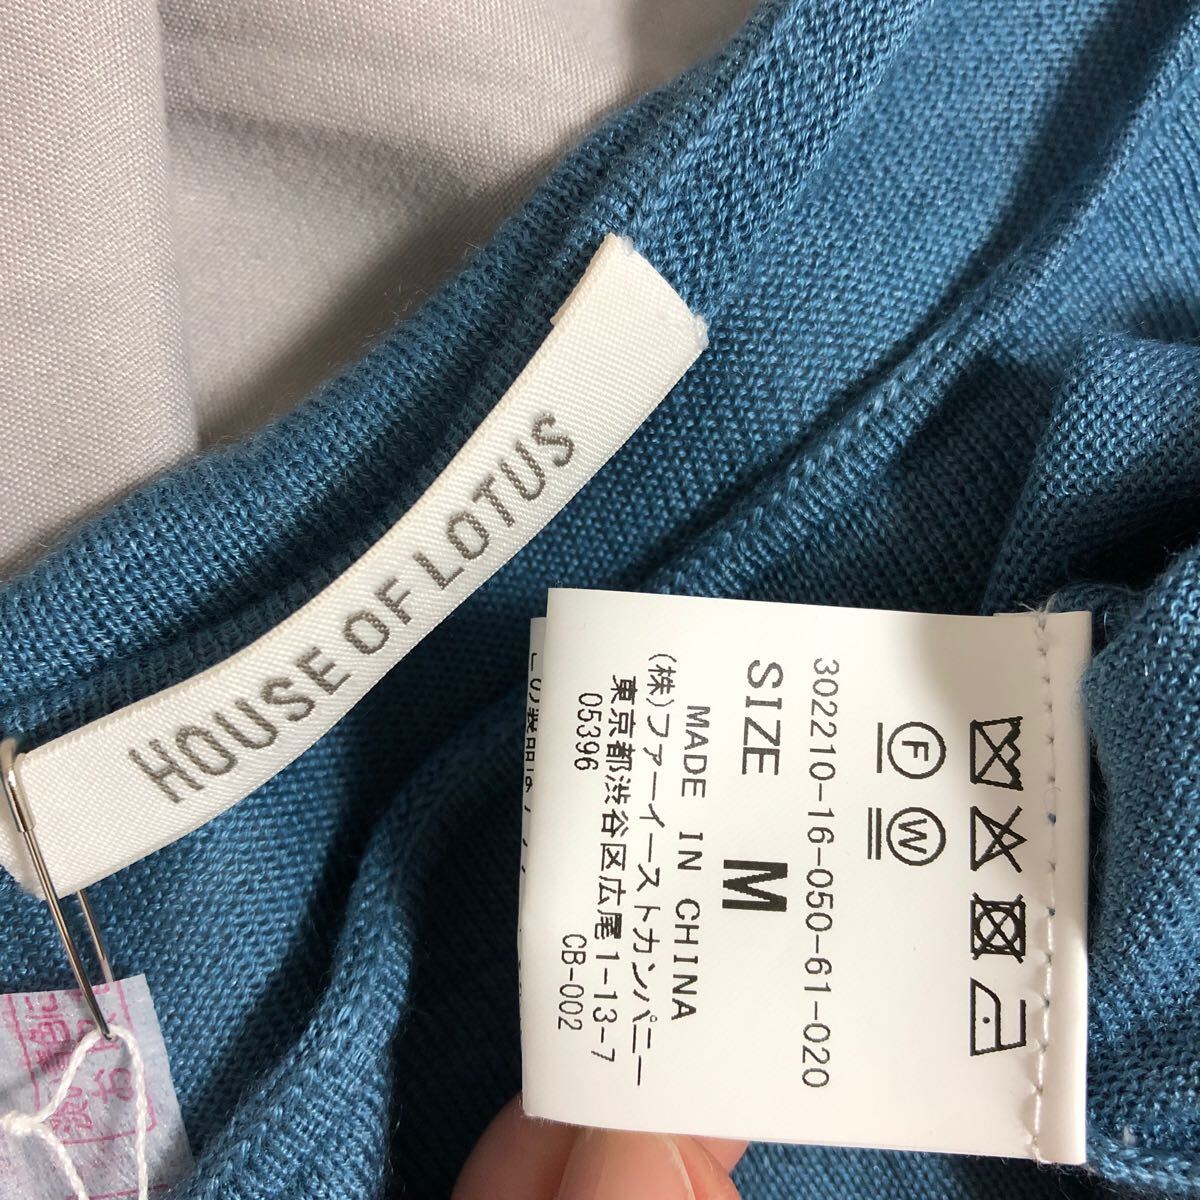 HOUSE OF LOTUS
302210-16-050-61-020
SIZE M
MADE IN CHINA
(株)ファーイーストカンパニー
東京都渋谷区広尾1-13-7
05396 CB-002
F
W